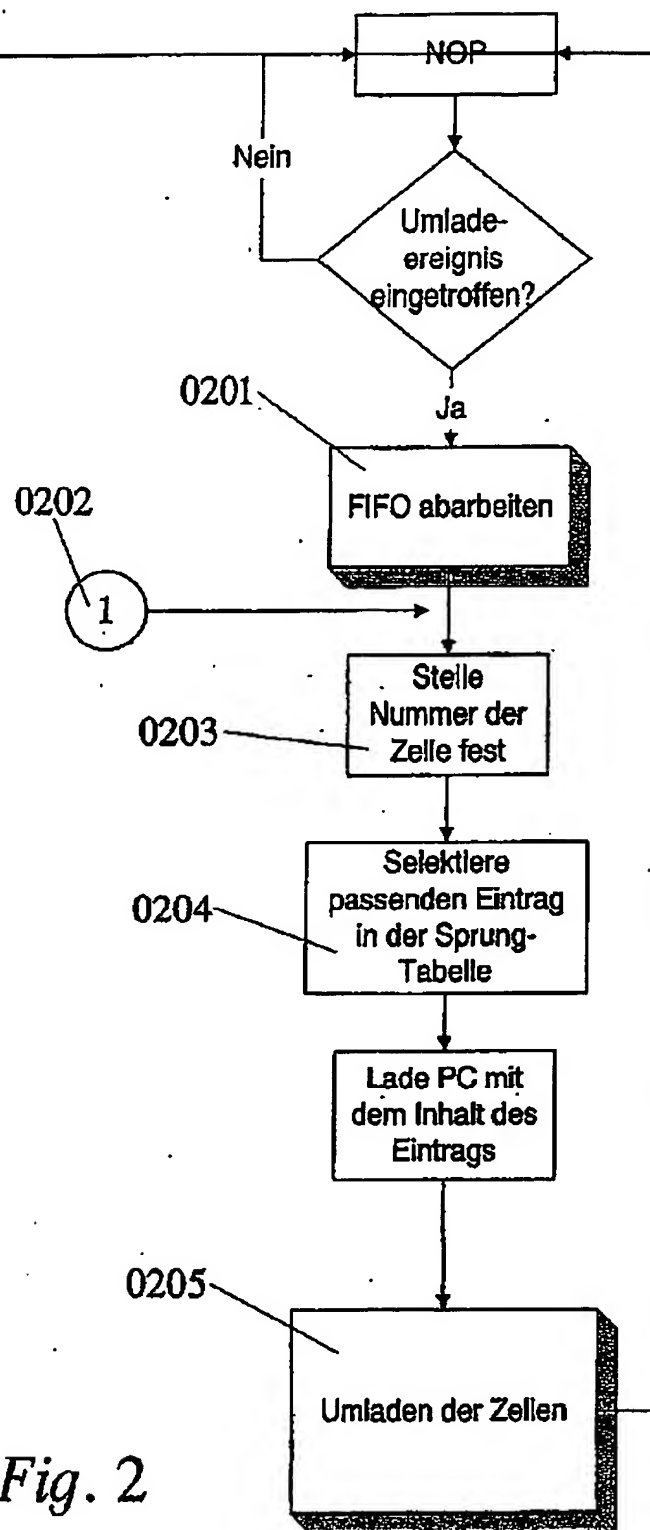 NOP
Nein
Umlade-
ereignis
eingetroffen?
0201
Ja
FIFO abarbeiten
0202
1
Stelle
Nummer der
Zelle fest
0203
Selektiere
passenden Eintrag
in der Sprung-
Tabelle
0204
Lade PC mit
dem Inhalt des
Eintrags
0205
Umladen der Zellen
Fig. 2